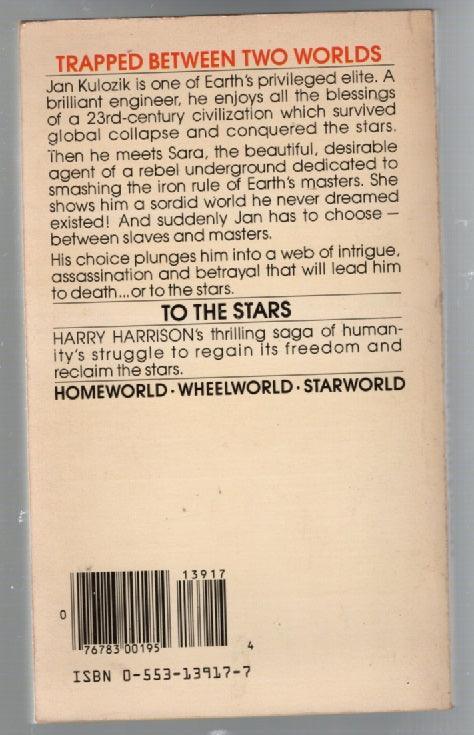 TRAPPED BETWEEN TWO WORLDS
Jan Kulozik is one of Earth's privileged elite. A
brilliant engineer, he enjoys all the blessings
of a 23rd-century civilization which survived
global collapse and conquered the stars.
Then he meets Sara, the beautiful, desirable
agent of a rebel underground dedicated to
smashing the iron rule of Earth's masters. She
shows him a sordid world he never dreamed
existed! And suddenly Jan has to choose —
between slaves and masters.
His choice plunges him into a web of intrigue,
assassination and betrayal that will lead him
to death...or to the stars.
TO THE STARS
HARRY HARRISON's thrilling saga of human-
ity's struggle to regain its freedom and
reclaim the stars.
HOMEWORLD · WHEELWORLD · STARWORLD
13917
0 76783 00195 4
ISBN 0-553-13917-7